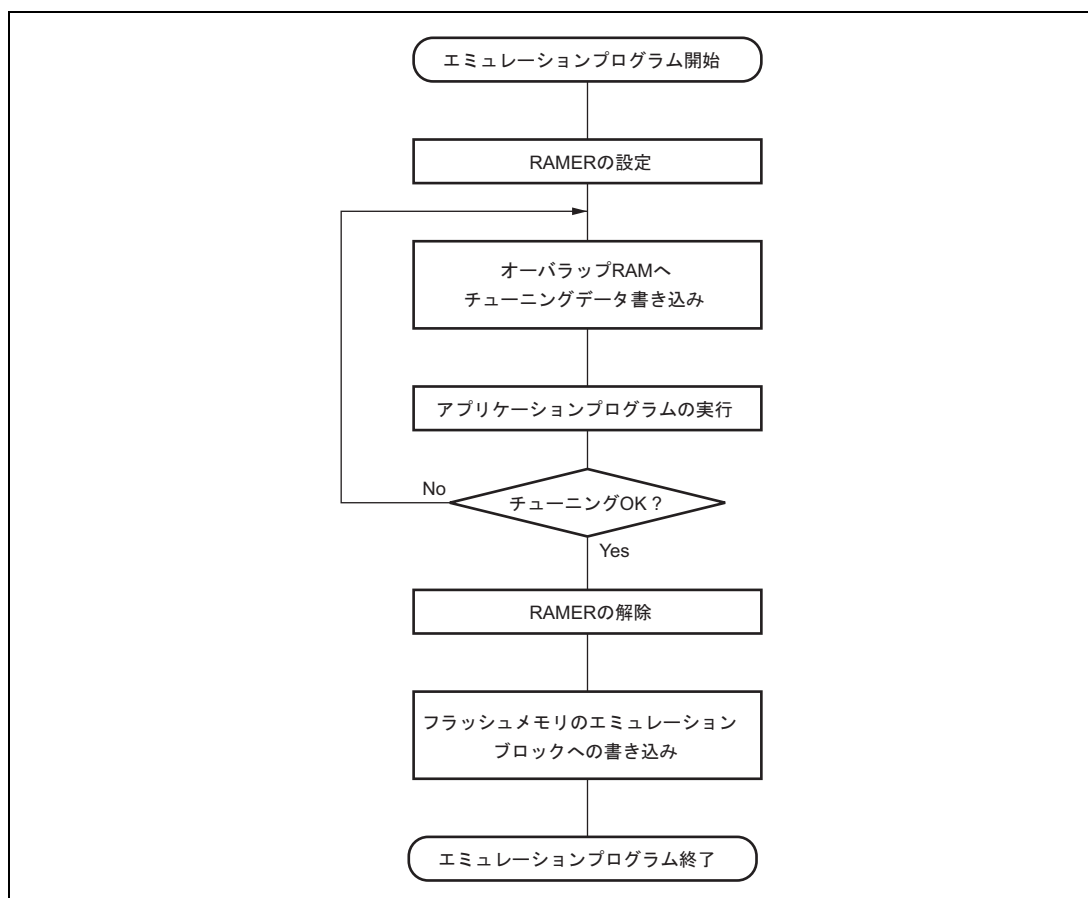 エミュレーションプログラム開始
RAMERの設定
オーバラップRAMへ
チューニングデータ書き込み
アプリケーションプログラムの実行
No
チューニングOK？
Yes
RAMERの解除
フラッシュメモリのエミュレーション
ブロックへの書き込み
エミュレーションプログラム終了